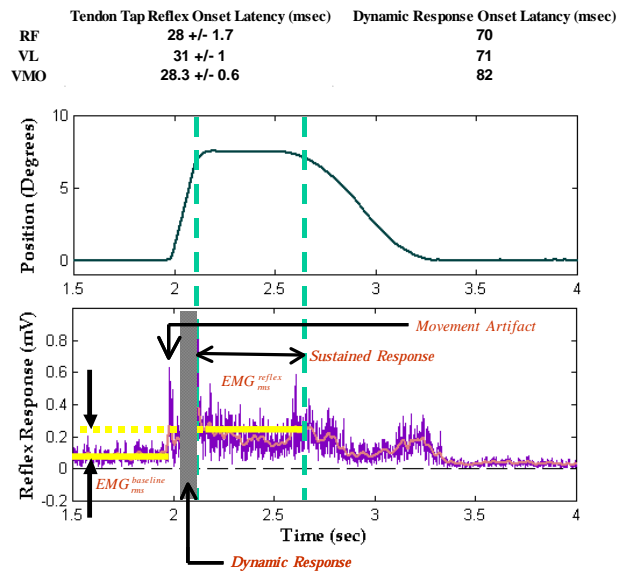 Tendon Tap Reflex Onset Latency (msec) Dynamic Response Onset Latancy (msec)
RF 28 +/- 1.7 70
VL 31 +/- 1 71
VMO 28.3 +/- 0.6 82
10
5
0
Position (Degrees)
1.5 2 2.5 3 3.5 4
0.8
0.6
0.4
0.2
0
-0.2
Reflex Response (mV)
Movement Artifact
Sustained Response
EMG reflex rms
EMG baseline rms
1.5 2 2.5 3 3.5 4
Time (sec)
Dynamic Response